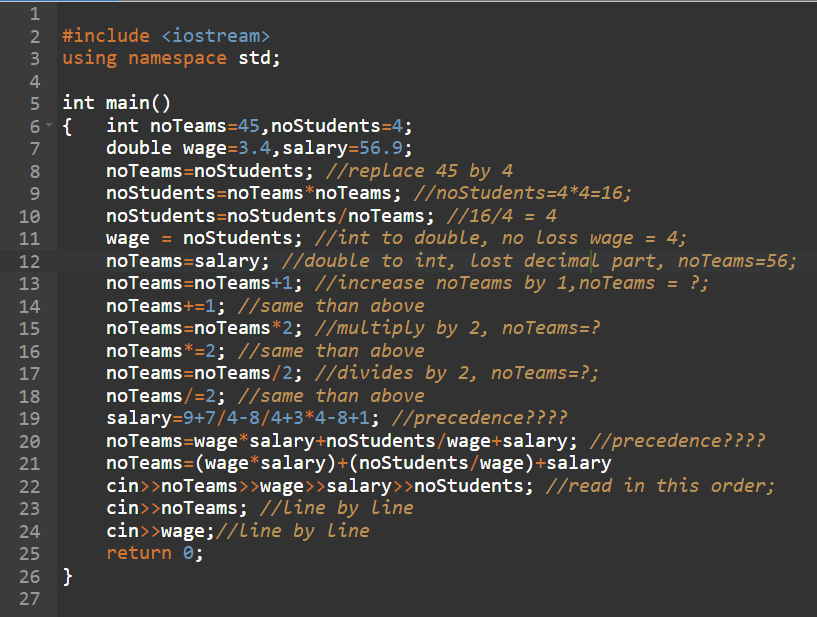 1
2 #include <iostream>
3 using namespace std;
4
5 int main()
6 { int noTeams=45,noStudents=4;
7 double wage=3.4,salary=56.9;
8 noTeams=noStudents; //replace 45 by 4
9 noStudents=noTeams*noTeams; //noStudents=4*4=16;
10 noStudents=noStudents/noTeams; //16/4 = 4
11 wage = noStudents; //int to double, no loss wage = 4;
12 noTeams=salary; //double to int, lost decimal part, noTeams=56;
13 noTeams=noTeams+1; //increase noTeams by 1,noTeams = ?;
14 noTeams+=1; //same than above
15 noTeams=noTeams*2; //multiply by 2, noTeams=?
16 noTeams*=2; //same than above
17 noTeams=noTeams/2; //divides by 2, noTeams=?;
18 noTeams/=2; //same than above
19 salary=9+7/4-8/4+3*4-8+1; //precedence????
20 noTeams=wage*salary+noStudents/wage+salary; //precedence????
21 noTeams=(wage*salary)+(noStudents/wage)+salary
22 cin>>noTeams>>wage>>salary>>noStudents; //read in this order;
23 cin>>noTeams; //line by line
24 cin>>wage;//line by line
25 return 0;
26 }
27